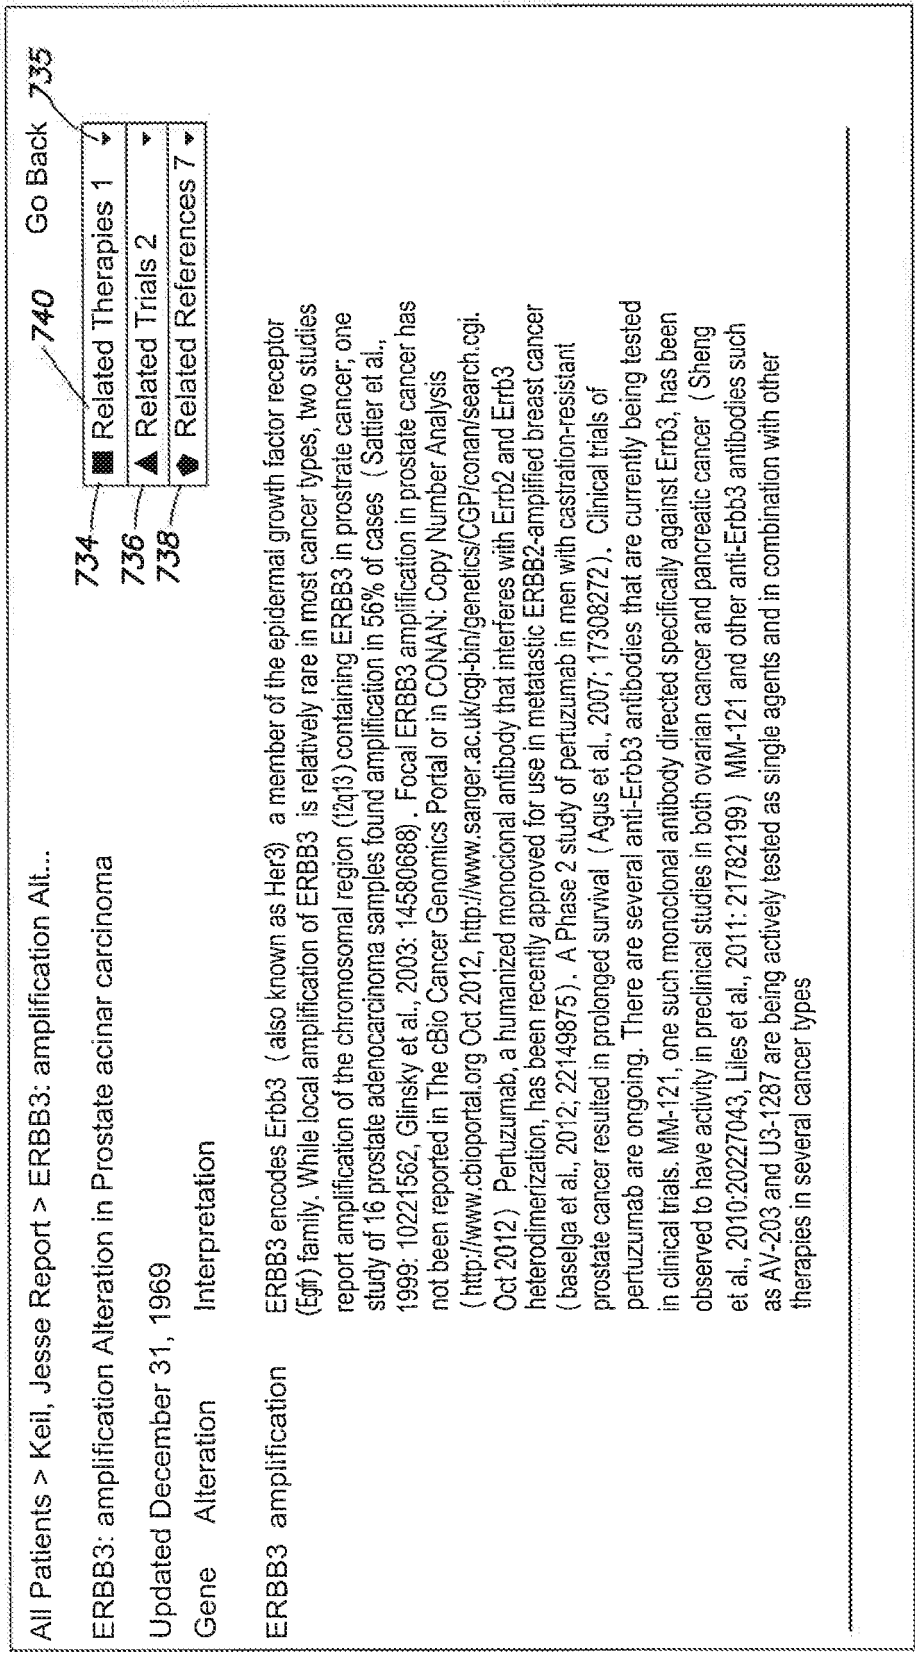 All Patients > Keil, Jesse Report > ERBB3: amplification Alt...
740
Go Back
735
ERBB3: amplification Alteration in Prostate acinar carcinoma
734
Related Therapies 1
736
Related Trials 2
738
Related References 7
Updated December 31, 1969
Gene Alteration Interpretation
ERBB3 amplification
ERBB3 encodes Erbb3 (also known as Her3) a member of the epidermal growth factor receptor
(Egfr) family. While local amplification of ERBB3 is relatively rare in most cancer types, two studies
report amplification of the chromosomal region (12q13) containing ERBB3 in prostrate cancer; one
study of 16 prostate adenocarcinoma samples found amplification in 56% of cases (Sattier et al.,
1999: 10221562, Glinsky et al., 2003: 14580688). Focal ERBB3 amplification in prostate cancer has
not been reported in The cBio Cancer Genomics Portal or in CONAN: Copy Number Analysis
(http://www.cbioportal.org Oct 2012, http://www.sanger.ac.uk/cgi-bin/genetics/CGP/conan/search.cgi.
Oct 2012) Pertuzumab, a humanized monocional antibody that interferes with Errb2 and Errb3
heterodimerization, has been recently approved for use in metatastic ERBB2-amplified breast cancer
(baselga et al., 2012; 22149875). A Phase 2 study of pertuzumab in men with castration-resistant
prostate cancer resulted in prolonged survival (Agus et al., 2007; 17308272). Clinical trials of
pertuzumab are ongoing. There are several anti-Erbb3 antibodies that are currently being tested
in clinical trials. MM-121, one such monoclonal antibody directed specifically against Errb3, has been
observed to have activity in preclinical studies in both ovarian cancer and pancreatic cancer (Sheng
et al., 2010:20227043, Liles et al., 2011: 21782199) MM-121 and other anti-Erbb3 antibodies such
as AV-203 and U3-1287 are being actively tested as single agents and in combination with other
therapies in several cancer types